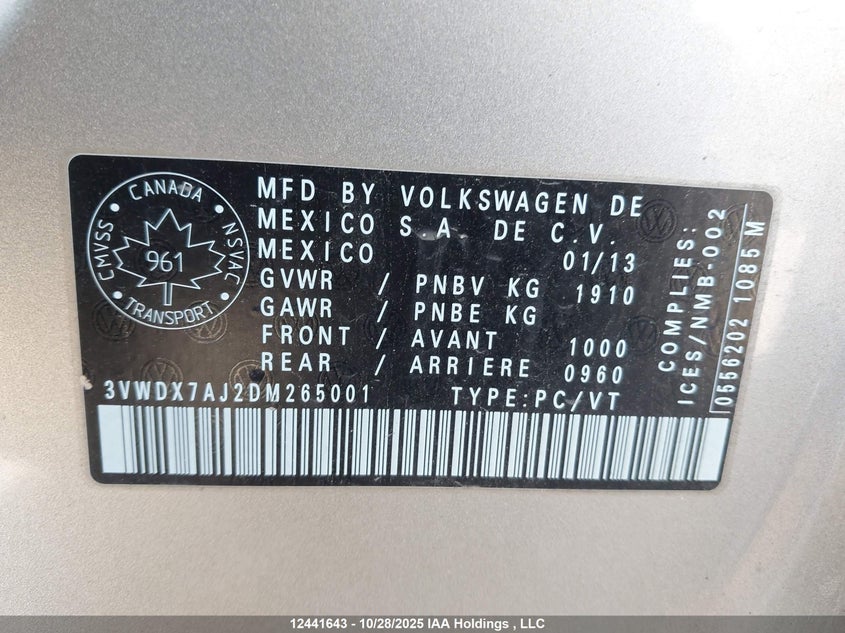 CANADA
CMVSS
NSVAC
961
TRANSPORT
MFD BY VOLKSWAGEN DE
MEXICO S.A. DE C.V.
MEXICO 01/13
GVWR / PNBV KG 1910
GAWR / PNBE KG
FRONT / AVANT 1000
REAR / ARRIERE 0960
3VWDX7AJ2DM265001 TYPE:PC/VT
COMPLIES:
ICES/NMB-002
0556202 1085 M
12441643 - 10/28/2025 IAA Holdings , LLC